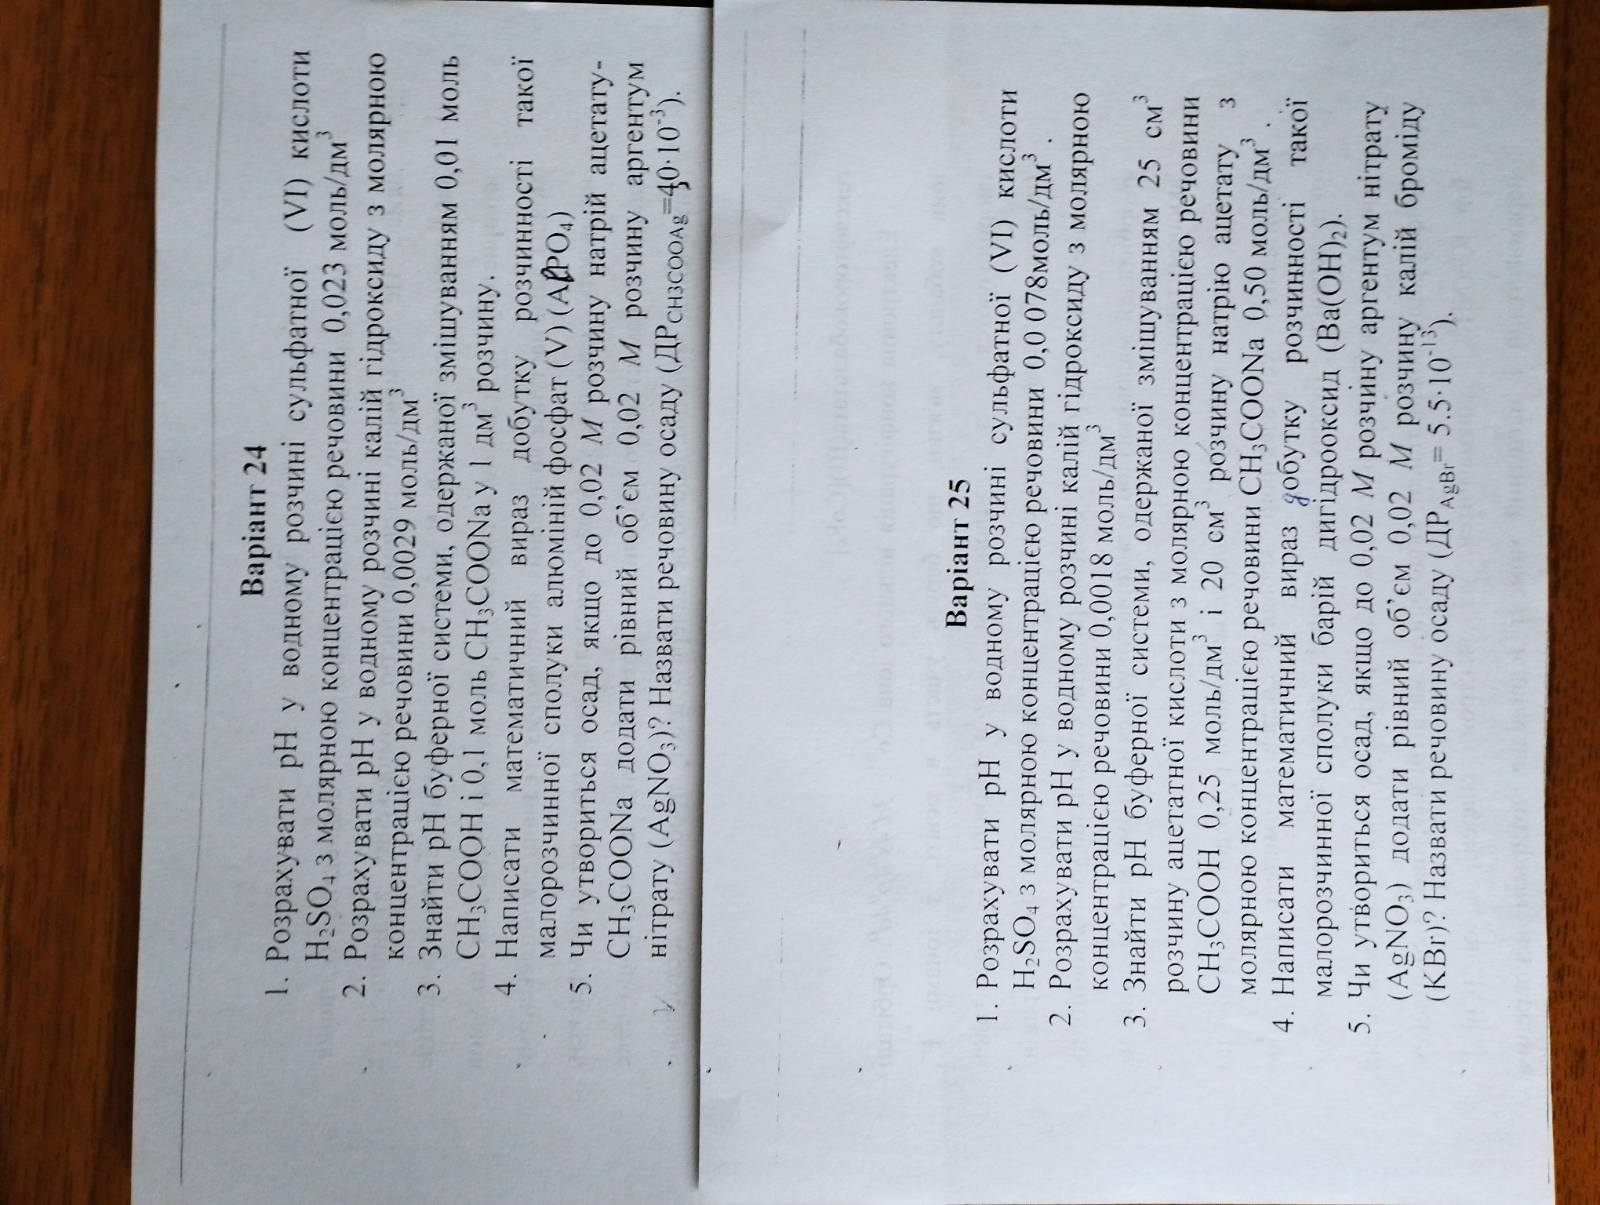 Варіант 24
1. Розрахувати pH у водному розчині сульфатної (VI) кислоти
H₂SO₄ з молярною концентрацією речовини 0,023 моль/дм³
2. Розрахувати pH у водному розчині калій гідроксиду з молярною
концентрацією речовини 0,0029 моль/дм³
3. Знайти pH буферної системи, одержаної змішуванням 0,01 моль
CH₃COOH і 0,1 моль CH₃COONa у 1 дм³ розчину.
4. Написати математичний вираз добутку розчинності такої
малорозчинної сполуки алюміній фосфат (V) (AlPO₄)
5. Чи утвориться осад, якщо до 0,02 М розчину натрій ацетату-
CH₃COONa додати рівний об'єм 0,02 М розчину аргентум
нітрату (AgNO₃)? Назвати речовину осаду (ДРCH3COOAg=4,0·10⁻³).
Варіант 25
1. Розрахувати pH у водному розчині сульфатної (VI) кислоти
H₂SO₄ з молярною концентрацією речовини 0,0078моль/дм³ .
2. Розрахувати pH у водному розчині калій гідроксиду з молярною
концентрацією речовини 0,0018 моль/дм³
3. Знайти pH буферної системи, одержаної змішуванням 25 см³
розчину ацетатної кислоти з молярною концентрацією речовини
CH₃COOH 0,25 моль/дм³ і 20 см³ розчину натрію ацетату з
молярною концентрацією речовини CH₃COONa 0,50 моль/дм³ .
4. Написати математичний вираз добутку розчинності такої
малорозчинної сполуки барій дигідрооксид (Ba(OH)₂).
5. Чи утвориться осад, якщо до 0,02 М розчину аргентум нітрату
(AgNO₃) додати рівний об'єм 0,02 М розчину калій броміду
(KBr)? Назвати речовину осаду (ДРAgBr= 5.5·10⁻¹³).